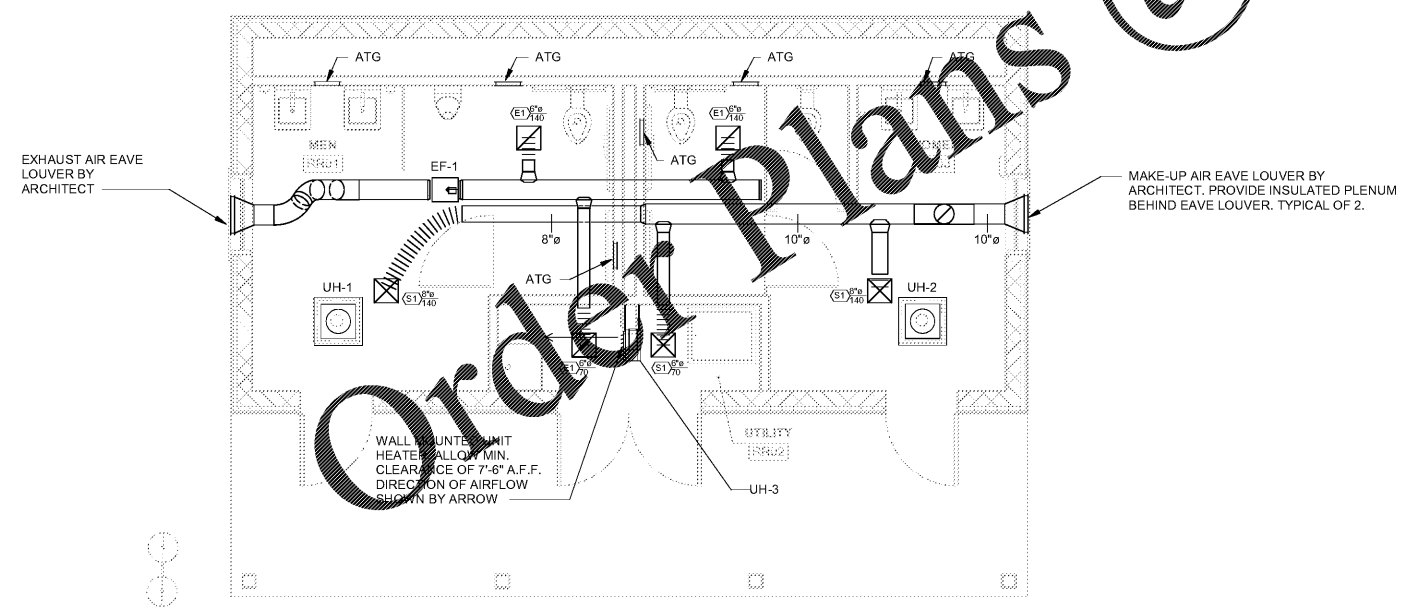 ATG
ATG
ATG
ATG
⟨E1⟩ 6"ø
140
⟨E1⟩ 6"ø
140
MEN
RR01
EXHAUST AIR EAVE
LOUVER BY
ARCHITECT
EF-1
ATG
MAKE-UP AIR EAVE LOUVER BY
ARCHITECT. PROVIDE INSULATED PLENUM
BEHIND EAVE LOUVER. TYPICAL OF 2.
8"ø
10"ø
10"ø
ATG
UH-1
⟨S1⟩ 8"ø
140
⟨S1⟩ 8"ø
140
UH-2
⟨E1⟩ 6"ø
70
⟨S1⟩ 6"ø
70
WALL MOUNTED UNIT
HEATER. ALLOW MIN.
CLEARANCE OF 7'-6" A.F.F.
DIRECTION OF AIRFLOW
SHOWN BY ARROW
UTILITY
RR02
UH-3
Order Plans